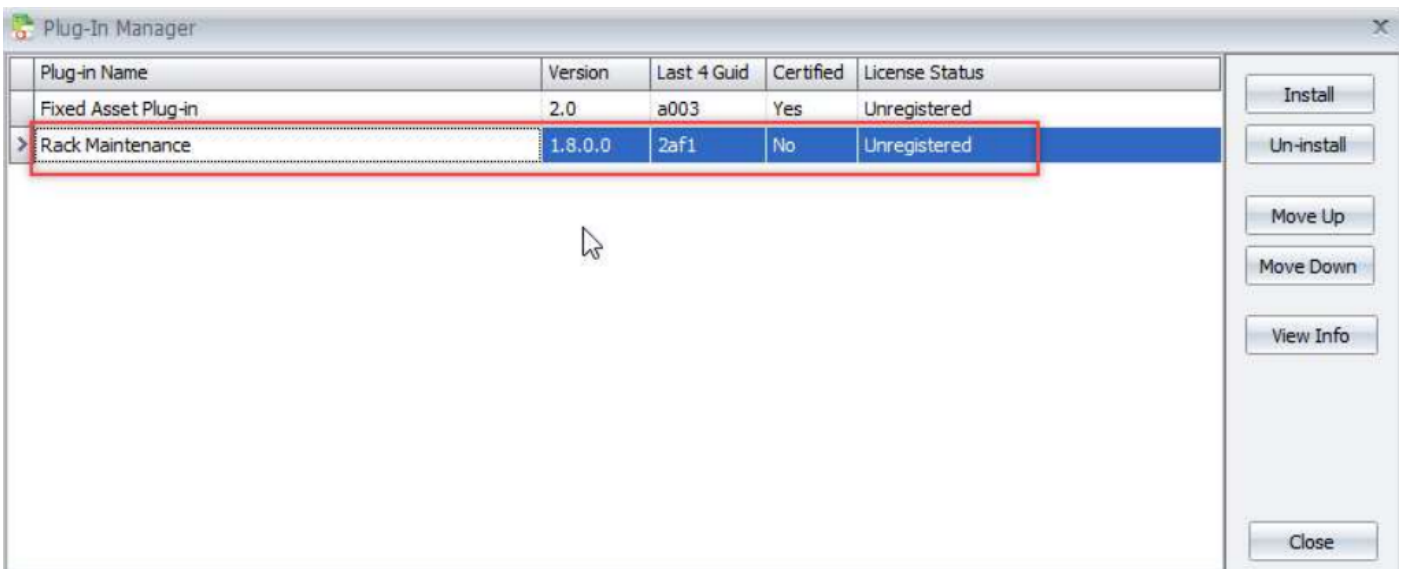 Plug-In Manager
Plug-in Name Version Last 4 Guid Certified License Status
Fixed Asset Plug-in 2.0 a003 Yes Unregistered
Rack Maintenance 1.8.0.0 2af1 No Unregistered
Install
Un-install
Move Up
Move Down
View Info
Close